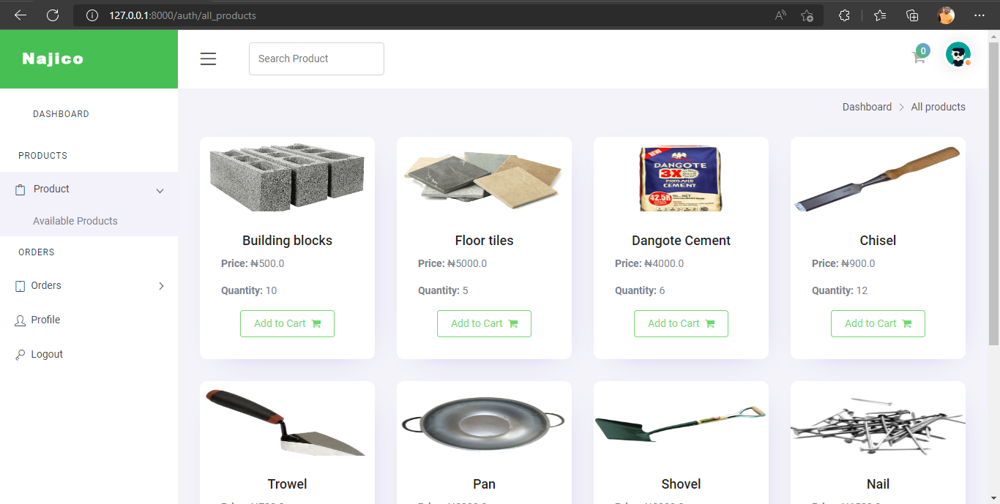 127.0.0.1:8000/auth/all_products
Najico
Search Product
0
DASHBOARD
Dashboard > All products
PRODUCTS
Product
Available Products
ORDERS
Orders
Profile
Logout
NEW
DANGOTE
3X
PORTLAND
CEMENT
42.5R
Building blocks
Price: ₦500.0
Quantity: 10
Add to Cart
Floor tiles
Price: ₦5000.0
Quantity: 5
Add to Cart
Dangote Cement
Price: ₦4000.0
Quantity: 6
Add to Cart
Chisel
Price: ₦900.0
Quantity: 12
Add to Cart
Trowel
Pan
Shovel
Nail